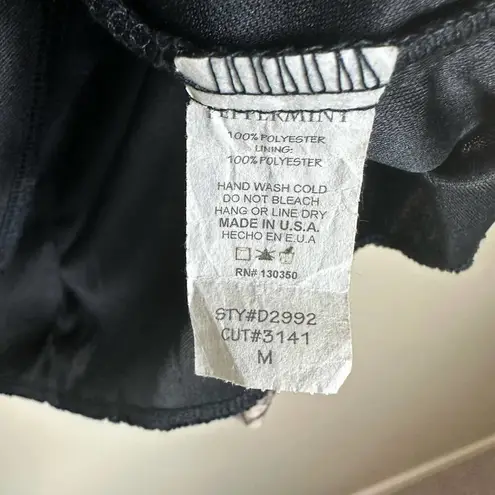 PEPPERMINT
100% POLYESTER
LINING:
100% POLYESTER
HAND WASH COLD
DO NOT BLEACH
HANG OR LINE DRY
MADE IN U.S.A.
HECHO EN E.U.A
RN# 130350
STY#D2992
CUT#3141
M